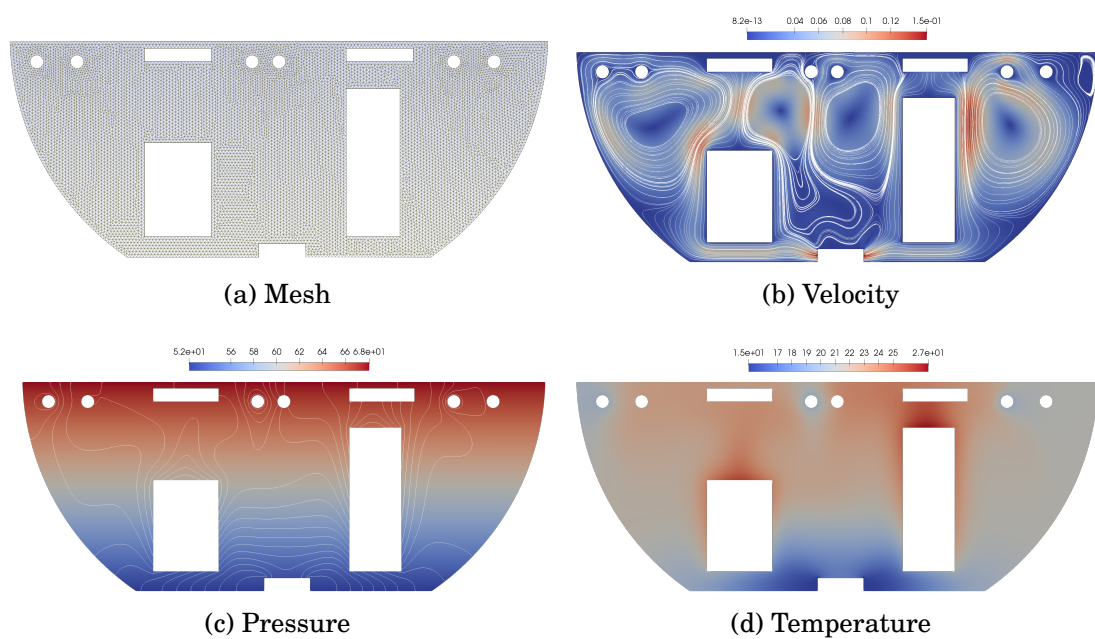 8.2e-13 0.04 0.06 0.08 0.1 0.12 1.5e-01
(a) Mesh
(b) Velocity
5.2e+01 56 58 60 62 64 66 6.8e+01
1.5e+01 17 18 19 20 21 22 23 24 25 2.7e+01
(c) Pressure
(d) Temperature